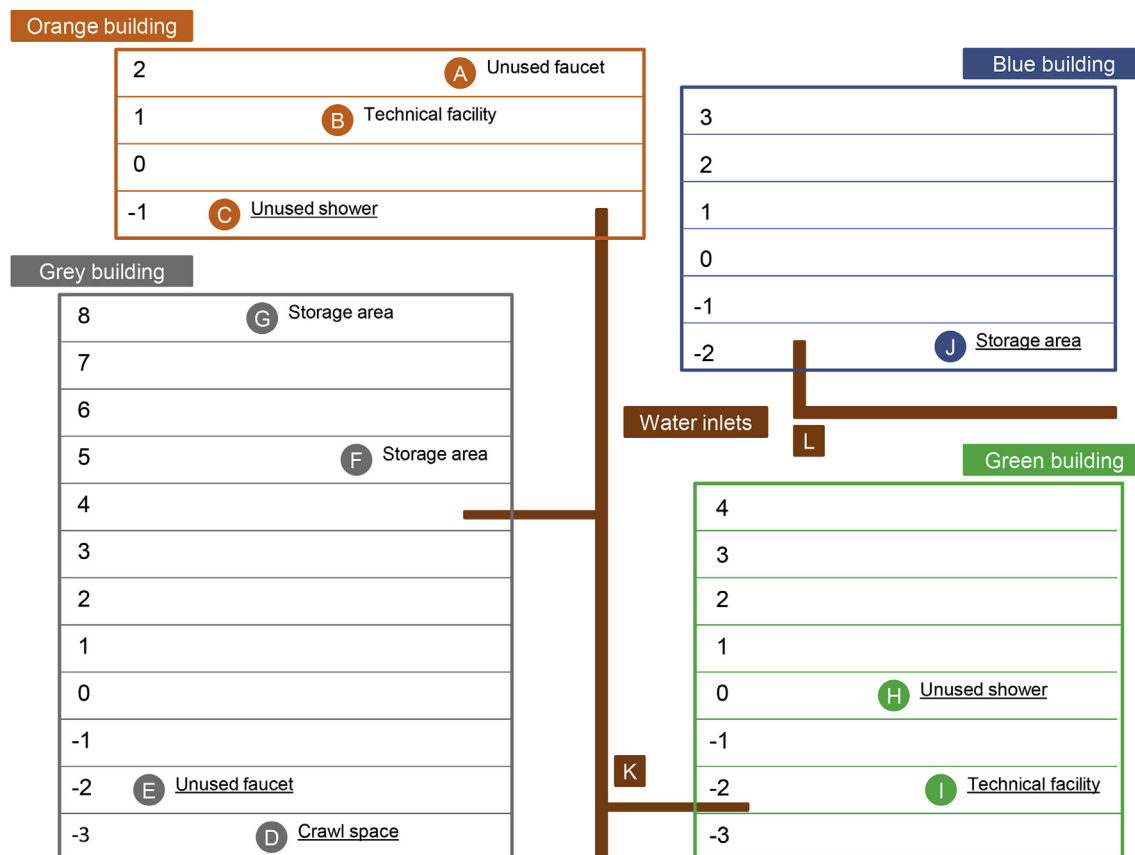 Orange building
2 A Unused faucet
1 B Technical facility
0
-1 C Unused shower
Blue building
3
2
1
0
-1
-2 J Storage area
Grey building
8 G Storage area
7
6
5 F Storage area
4
3
2
1
0
-1
-2 E Unused faucet
-3 D Crawl space
Water inlets
L
K
Green building
4
3
2
1
0 H Unused shower
-1
-2 I Technical facility
-3